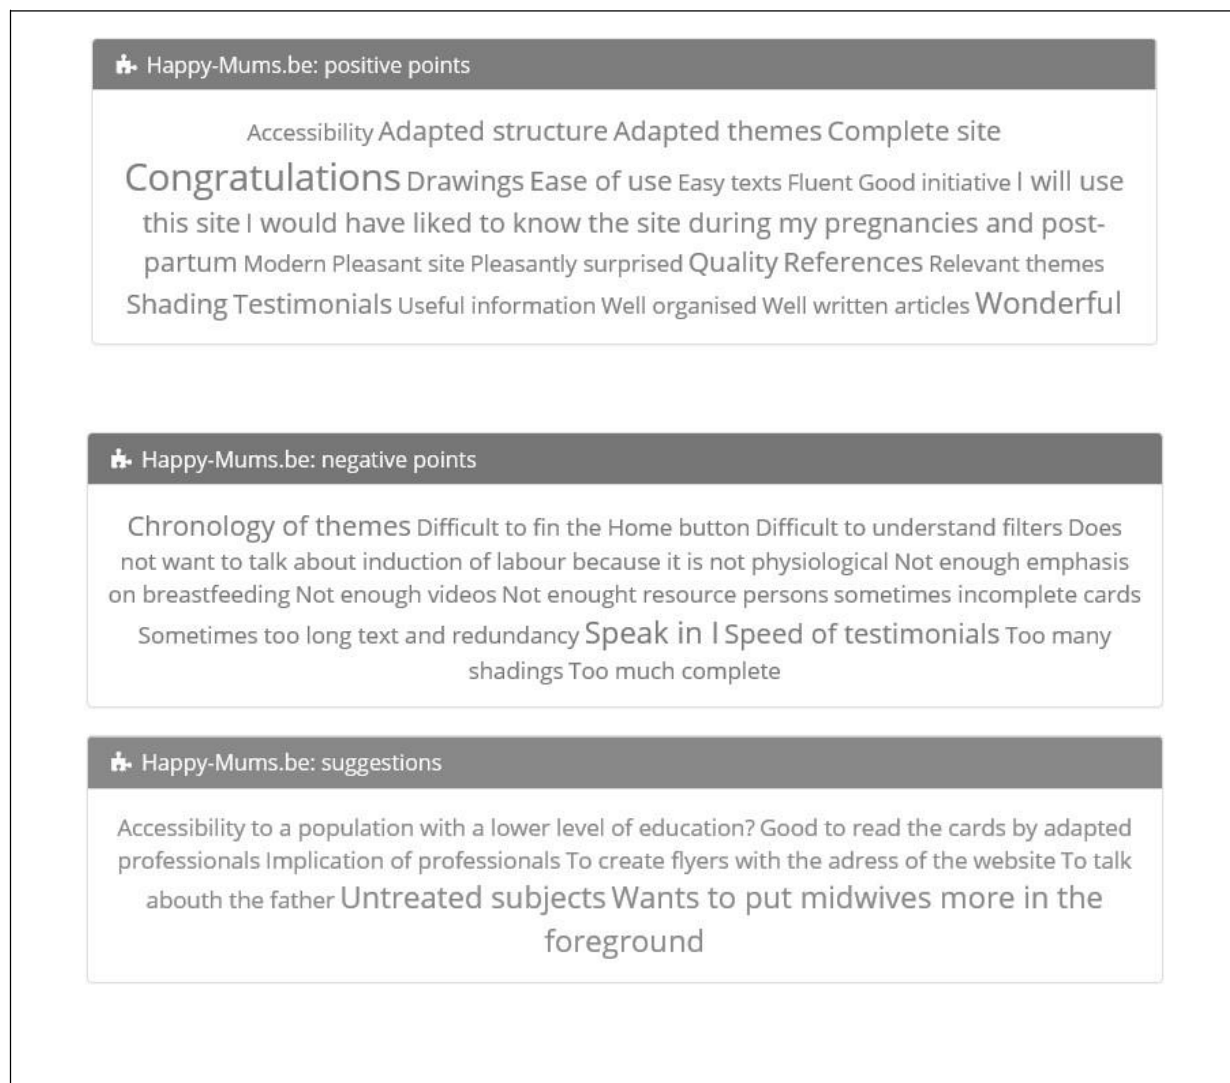 Happy-Mums.be: positive points
Accessibility Adapted structure Adapted themes Complete site
Congratulations Drawings Ease of use Easy texts Fluent Good initiative I will use
this site I would have liked to know the site during my pregnancies and post-
partum Modern Pleasant site Pleasantly surprised Quality References Relevant themes
Shading Testimonials Useful information Well organised Well written articles Wonderful
Happy-Mums.be: negative points
Chronology of themes Difficult to fin the Home button Difficult to understand filters Does
not want to talk about induction of labour because it is not physiological Not enough emphasis
on breastfeeding Not enough videos Not enought resource persons sometimes incomplete cards
Sometimes too long text and redundancy Speak in I Speed of testimonials Too many
shadings Too much complete
Happy-Mums.be: suggestions
Accessibility to a population with a lower level of education? Good to read the cards by adapted
professionals Implication of professionals To create flyers with the adress of the website To talk
abouth the father Untreated subjects Wants to put midwives more in the
foreground